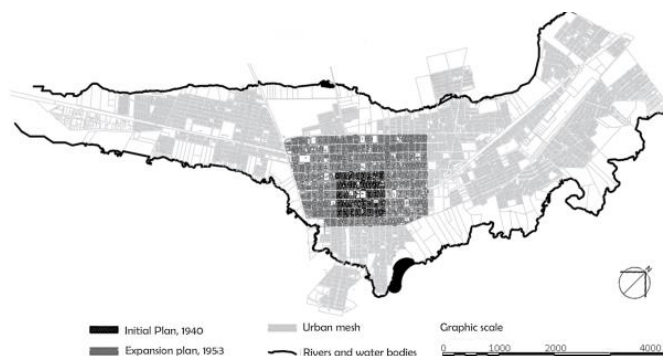 N
Initial Plan, 1940
Urban mesh
Graphic scale
Expansion plan, 1953
Rivers and water bodies
0 1000 2000 4000